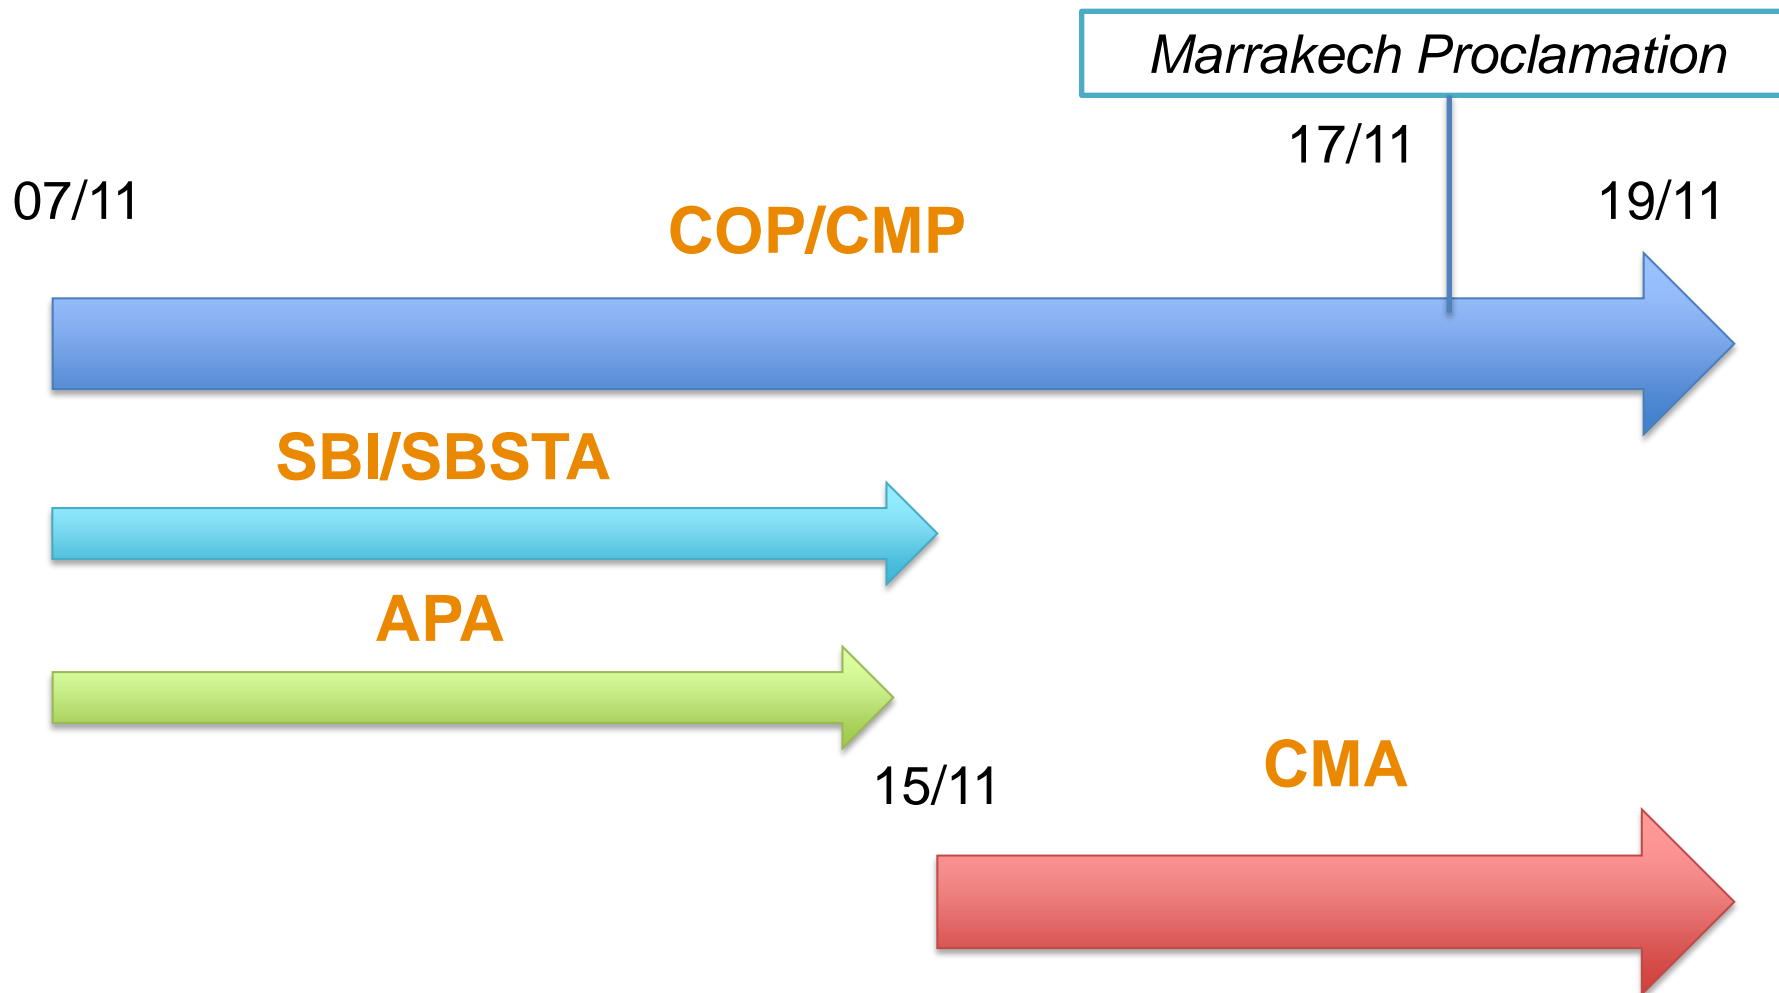 Marrakech Proclamation
17/11
07/11
19/11
COP/CMP
SBI/SBSTA
APA
15/11
CMA